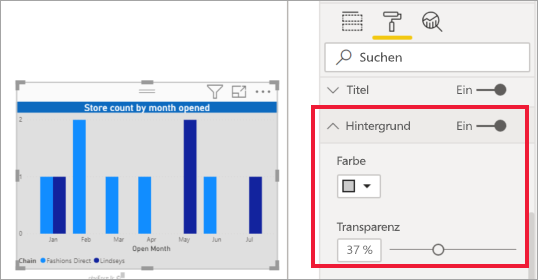 Store count by month opened
2
1
0
Jan Feb Mar Apr May Jun Jul
Open Month
Chain Fashions Direct Lindseys
Suchen
Titel Ein
Hintergrund Ein
Farbe
Transparenz
37 %